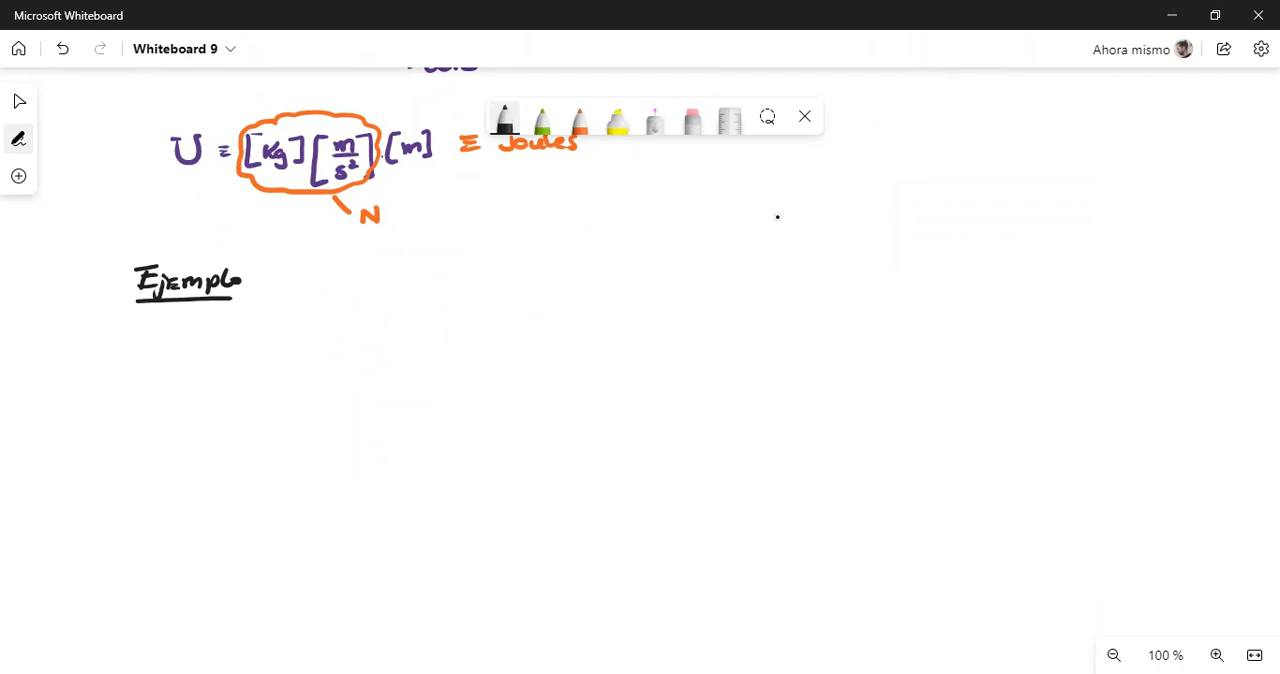 Microsoft Whiteboard
Whiteboard 9
Ahora mismo
U ≡ [Kg] [m/s²] · [m] ≡ Joules
N
Ejemplo
100 %